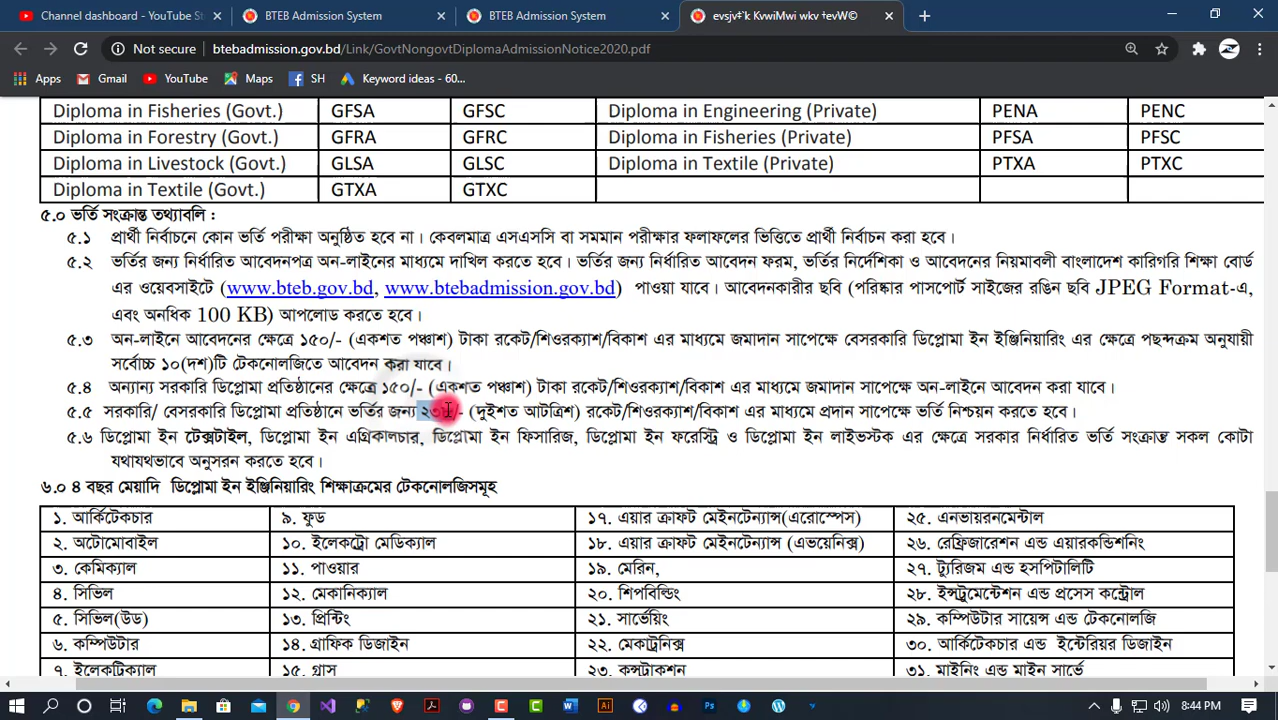 Channel dashboard - YouTube St
BTEB Admission System
BTEB Admission System
evsjv‡`k KvwiMwi wkv †evW©
Not secure
btebadmission.gov.bd/Link/GovtNongovtDiplomaAdmissionNotice2020.pdf
Apps Gmail YouTube Maps SH Keyword ideas - 60...
Diploma in Fisheries (Govt.) GFSA GFSC Diploma in Engineering (Private) PENA PENC
Diploma in Forestry (Govt.) GFRA GFRC Diploma in Fisheries (Private) PFSA PFSC
Diploma in Livestock (Govt.) GLSA GLSC Diploma in Textile (Private) PTXA PTXC
Diploma in Textile (Govt.) GTXA GTXC
৫.০ ভর্তি সংক্রান্ত তথ্যাবলি :
৫.১ প্রার্থী নির্বাচনে কোন ভর্তি পরীক্ষা অনুষ্ঠিত হবে না। কেবলমাত্র এসএসসি বা সমমান পরীক্ষার ফলাফলের ভিত্তিতে প্রার্থী নির্বাচন করা হবে।
৫.২ ভর্তির জন্য নির্ধারিত আবেদনপত্র অন-লাইনের মাধ্যমে দাখিল করতে হবে। ভর্তির জন্য নির্ধারিত আবেদন ফরম, ভর্তির নির্দেশিকা ও আবেদনের নিয়মাবলী বাংলাদেশ কারিগরি শিক্ষা বোর্ড
এর ওয়েবসাইটে (www.bteb.gov.bd, www.btebadmission.gov.bd) পাওয়া যাবে। আবেদনকারীর ছবি (পরিষ্কার পাসপোর্ট সাইজের রঙিন ছবি JPEG Format-এ,
এবং অনধিক 100 KB) আপলোড করতে হবে।
৫.৩ অন-লাইনে আবেদনের ক্ষেত্রে ১৫০/- (একশত পঞ্চাশ) টাকা রকেট/শিওরক্যাশ/বিকাশ এর মাধ্যমে জমাদান সাপেক্ষে বেসরকারি ডিপ্লোমা ইন ইঞ্জিনিয়ারিং এর ক্ষেত্রে পছন্দক্রম অনুযায়ী
সর্বোচ্চ ১০(দশ)টি টেকনোলজিতে আবেদন করা যাবে।
৫.৪ অন্যান্য সরকারি ডিপ্লোমা প্রতিষ্ঠানের ক্ষেত্রে ১৫০/- (একশত পঞ্চাশ) টাকা রকেট/শিওরক্যাশ/বিকাশ এর মাধ্যমে জমাদান সাপেক্ষে অন-লাইনে আবেদন করা যাবে।
৫.৫ সরকারি/ বেসরকারি ডিপ্লোমা প্রতিষ্ঠানে ভর্তির জন্য (দুইশত আটত্রিশ) রকেট/শিওরক্যাশ/বিকাশ এর মাধ্যমে প্রদান সাপেক্ষে ভর্তি নিশ্চয়ন করতে হবে।
৫.৬ ডিপ্লোমা ইন টেক্সটাইল, ডিপ্লোমা ইন এগ্রিকালচার, ডিপ্লোমা ইন ফিসারিজ, ডিপ্লোমা ইন ফরেস্ট্রি ও ডিপ্লোমা ইন লাইভস্টক এর ক্ষেত্রে সরকার নির্ধারিত ভর্তি সংক্রান্ত সকল কোটা
যথাযথভাবে অনুসরন করতে হবে।
৬.০ ৪ বছর মেয়াদি ডিপ্লোমা ইন ইঞ্জিনিয়ারিং শিক্ষাক্রমের টেকনোলজিসমূহ
১. আর্কিটেকচার ৯. ফুড ১৭. এয়ার ক্রাফট মেইনটেন্যান্স(এরোস্পেস) ২৫. এনভায়রনমেন্টাল
২. অটোমোবাইল ১০. ইলেকট্রো মেডিক্যাল ১৮. এয়ার ক্রাফট মেইনটেন্যান্স (এভয়েনিক্স) ২৬. রেফ্রিজারেশন এন্ড এয়ারকন্ডিশনিং
৩. কেমিক্যাল ১১. পাওয়ার ১৯. মেরিন, ২৭. ট্যুরিজম এন্ড হসপিটালিটি
৪. সিভিল ১২. মেকানিক্যাল ২০. শিপবিল্ডিং ২৮. ইন্সট্রুমেন্টেশন এন্ড প্রসেস কন্ট্রোল
৫. সিভিল(উড) ১৩. প্রিন্টিং ২১. সার্ভেয়িং ২৯. কম্পিউটার সায়েন্স এন্ড টেকনোলজি
৬. কম্পিউটার ১৪. গ্রাফিক ডিজাইন ২২. মেকাট্রনিক্স ৩০. আর্কিটেকচার এন্ড ইন্টেরিয়র ডিজাইন
৭. ইলেকট্রিক্যাল ১৫. গ্লাস ২৩. কন্সট্রাকশন ৩১. মাইনিং এন্ড মাইন সার্ভে
8:44 PM